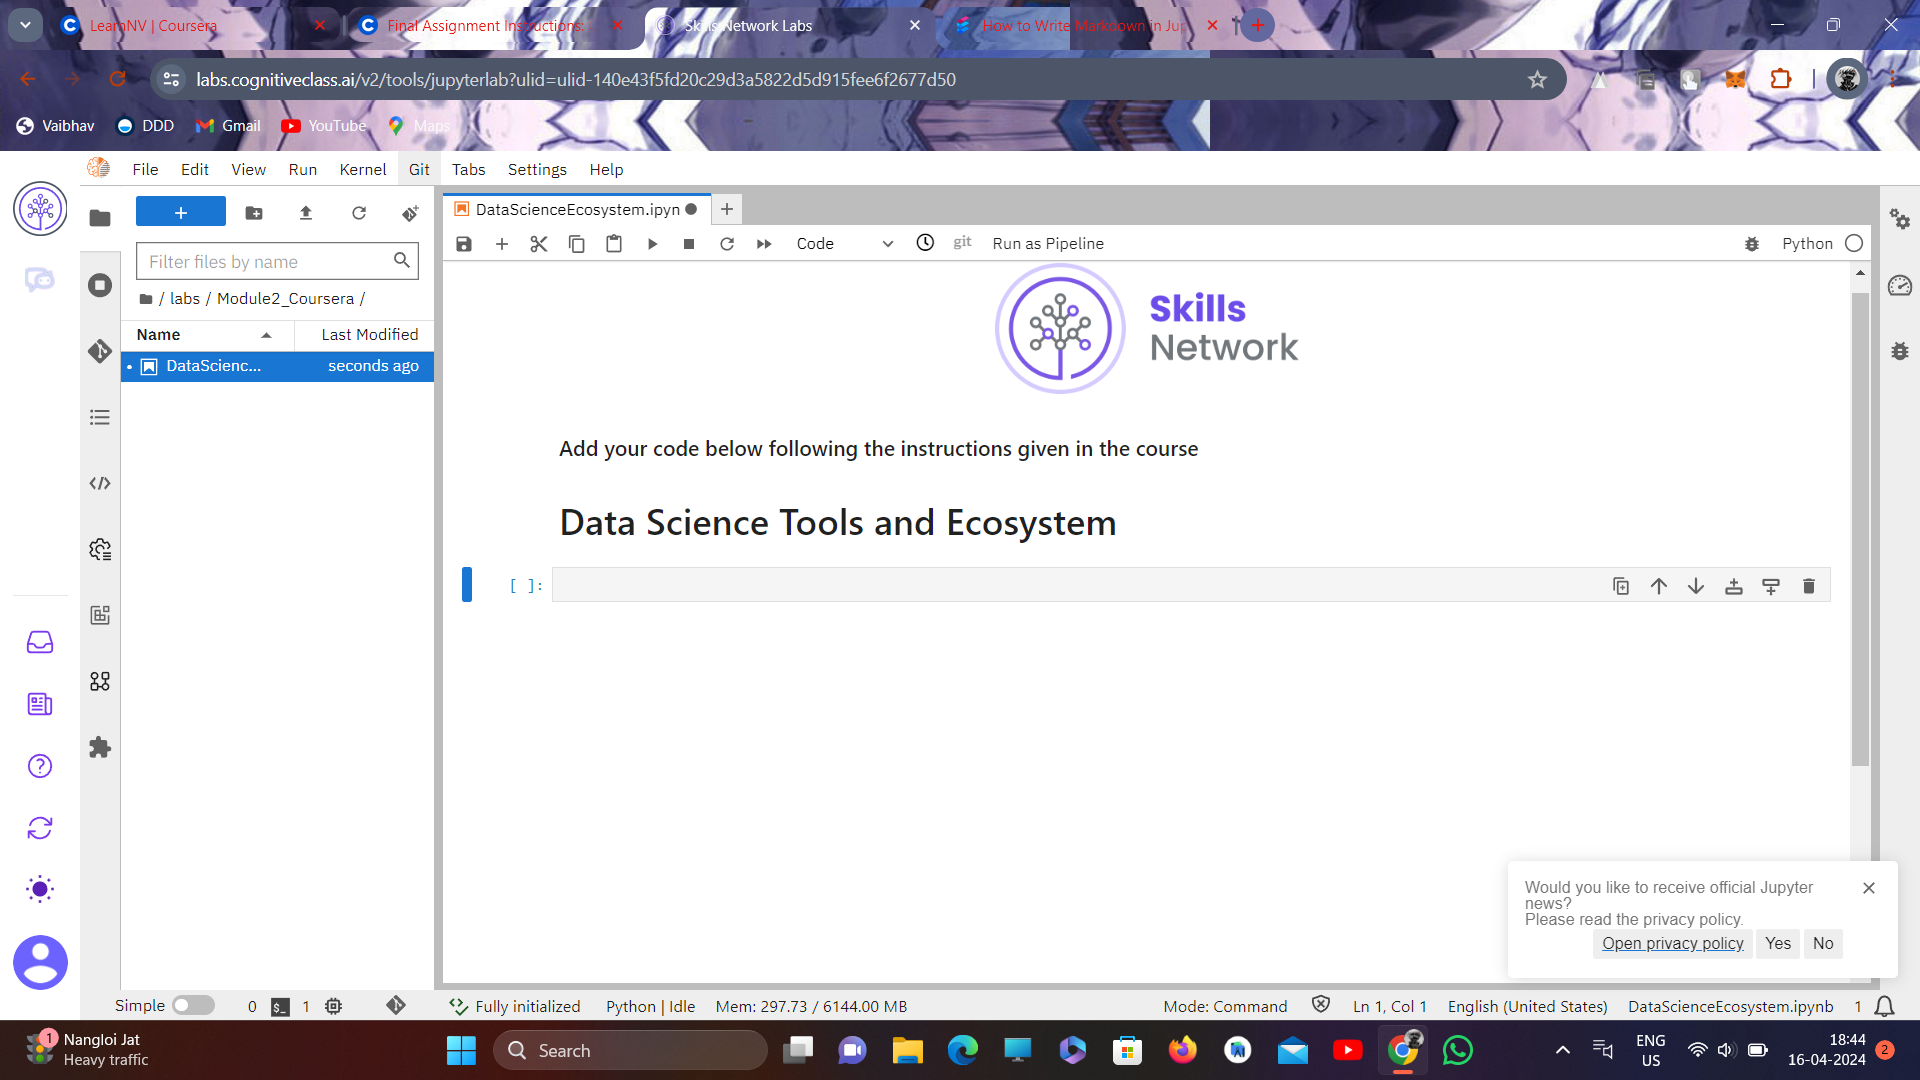 LearnNV | Coursera
Final Assignment Instructions:
Skills Network Labs
How to Write Markdown in Ju
labs.cognitiveclass.ai/v2/tools/jupyterlab?ulid=ulid-140e43f5fd20c29d3a5822d5d915fee6f2677d50
Vaibhav
DDD
Gmail
YouTube
Maps
File Edit View Run Kernel Git Tabs Settings Help
+
DataScienceEcosystem.ipyn
Code
git
Run as Pipeline
Python
Filter files by name
/ labs / Module2_Coursera /
Name
Last Modified
DataScienc...
seconds ago
Skills
Network
Add your code below following the instructions given in the course
Data Science Tools and Ecosystem
[ ]:
Would you like to receive official Jupyter
news?
Please read the privacy policy.
Open privacy policy
Yes
No
Simple
0
$_
1
Fully initialized
Python | Idle
Mem: 297.73 / 6144.00 MB
Mode: Command
Ln 1, Col 1
English (United States)
DataScienceEcosystem.ipynb
1
1
Nangloi Jat
Heavy traffic
Search
ENG
US
18:44
16-04-2024
2